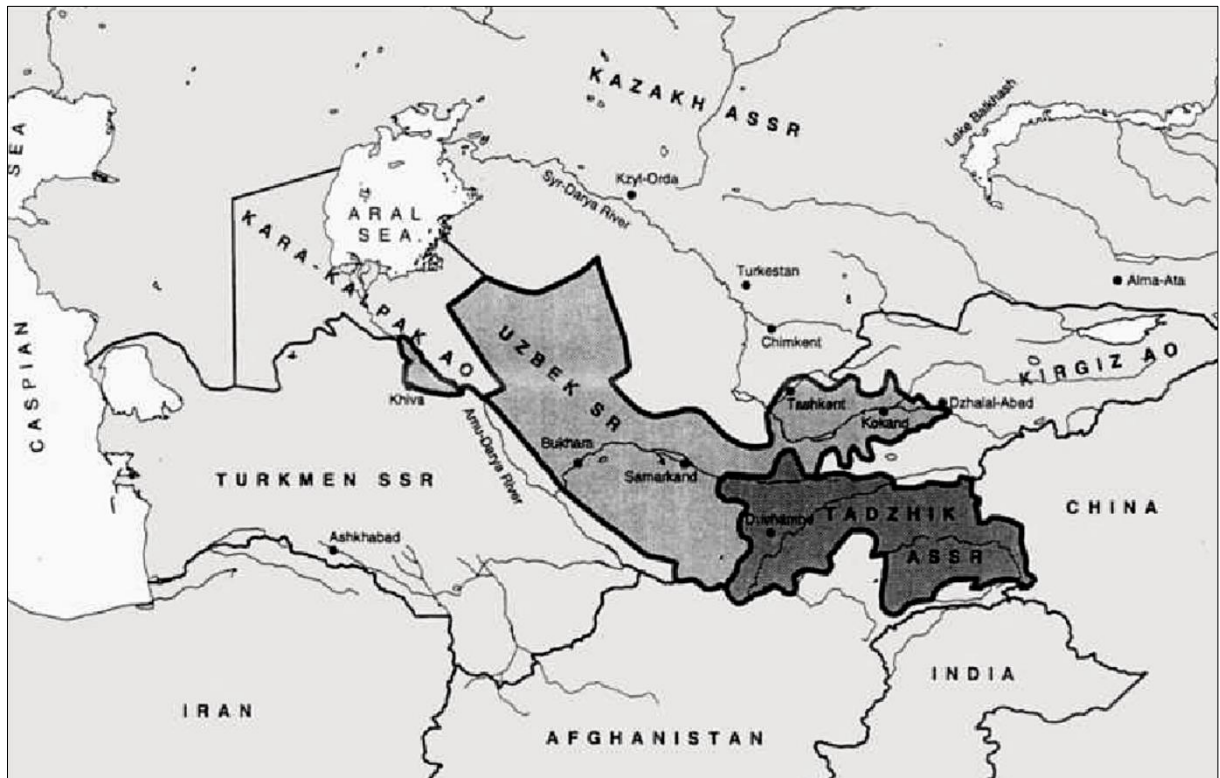 KAZAKH ASSR
Lake Balkhash
SEA
Kzyl-Orda
Syr-Darya River
ARAL
SEA
KARA-KALPAK AO
Turkestan
Alma-Ata
CASPIAN
UZBEK SR
Chimkent
KIRGIZ AO
Tashkent
Dzhalal-Abad
Khiva
Kokand
Amu-Darya River
Bukhara
Samarkand
TURKMEN SSR
CHINA
Dushambe
TADZHIK
ASSR
Ashkhabad
INDIA
IRAN
AFGHANISTAN